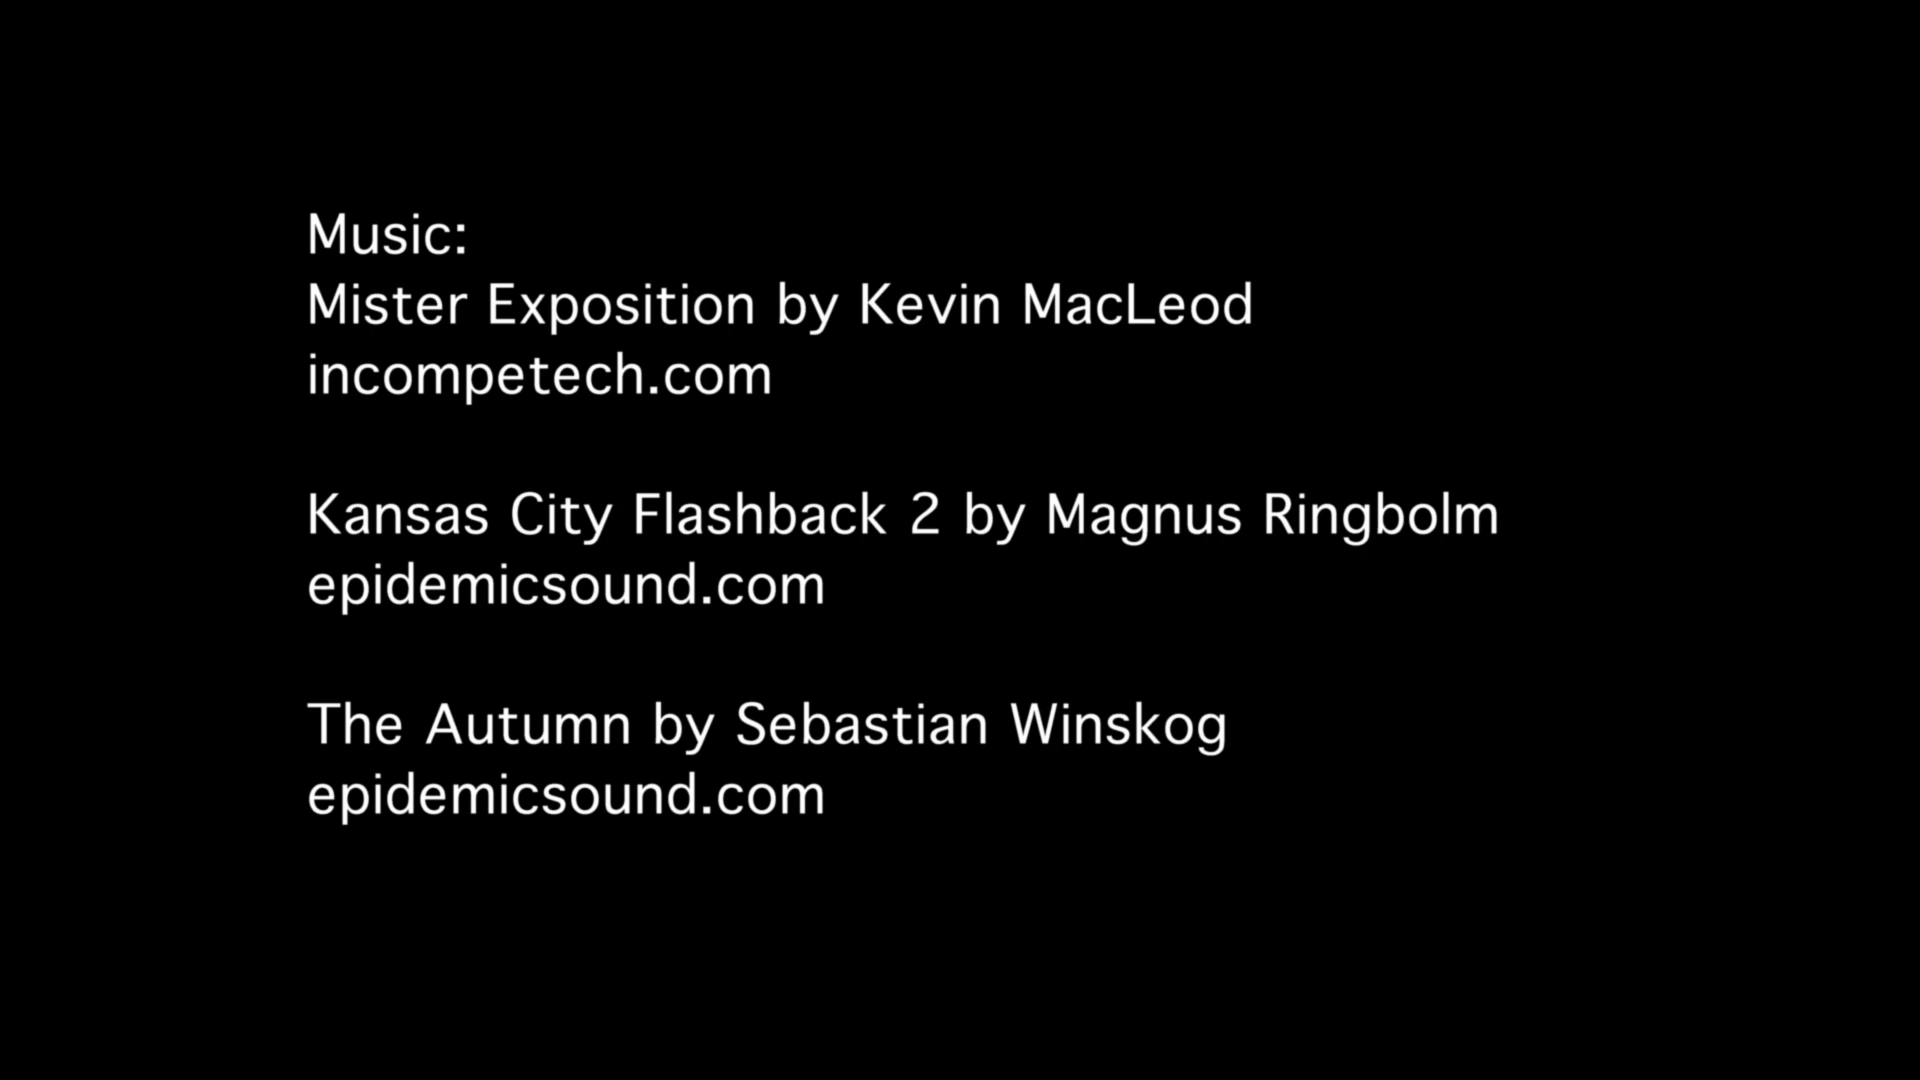 Music:
Mister Exposition by Kevin MacLeod
incompetech.com
Kansas City Flashback 2 by Magnus Ringbolm
epidemicsound.com
The Autumn by Sebastian Winskog
epidemicsound.com